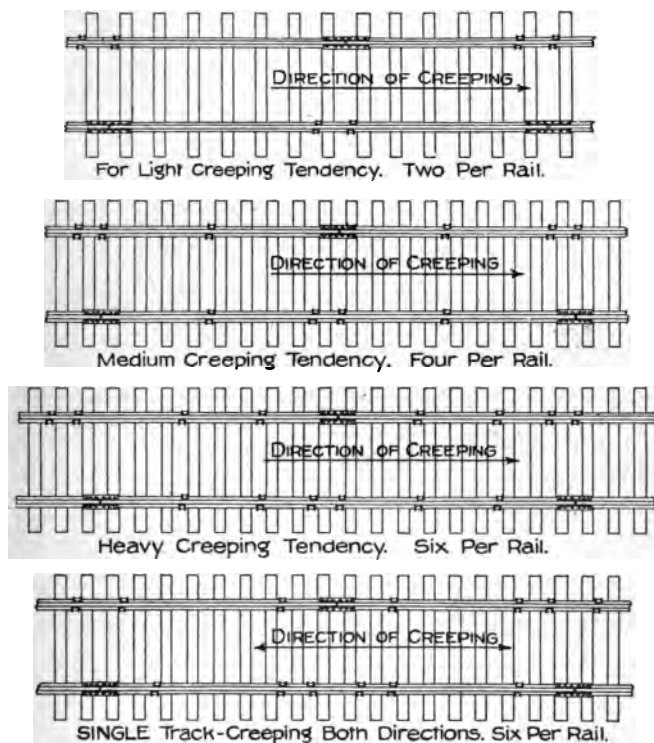 DIRECTION OF CREEPING
For Light Creeping Tendency. Two Per Rail.
DIRECTION OF CREEPING
Medium Creeping Tendency. Four Per Rail.
DIRECTION OF CREEPING
Heavy Creeping Tendency. Six Per Rail.
DIRECTION OF CREEPING
SINGLE Track-Creeping Both Directions. Six Per Rail.